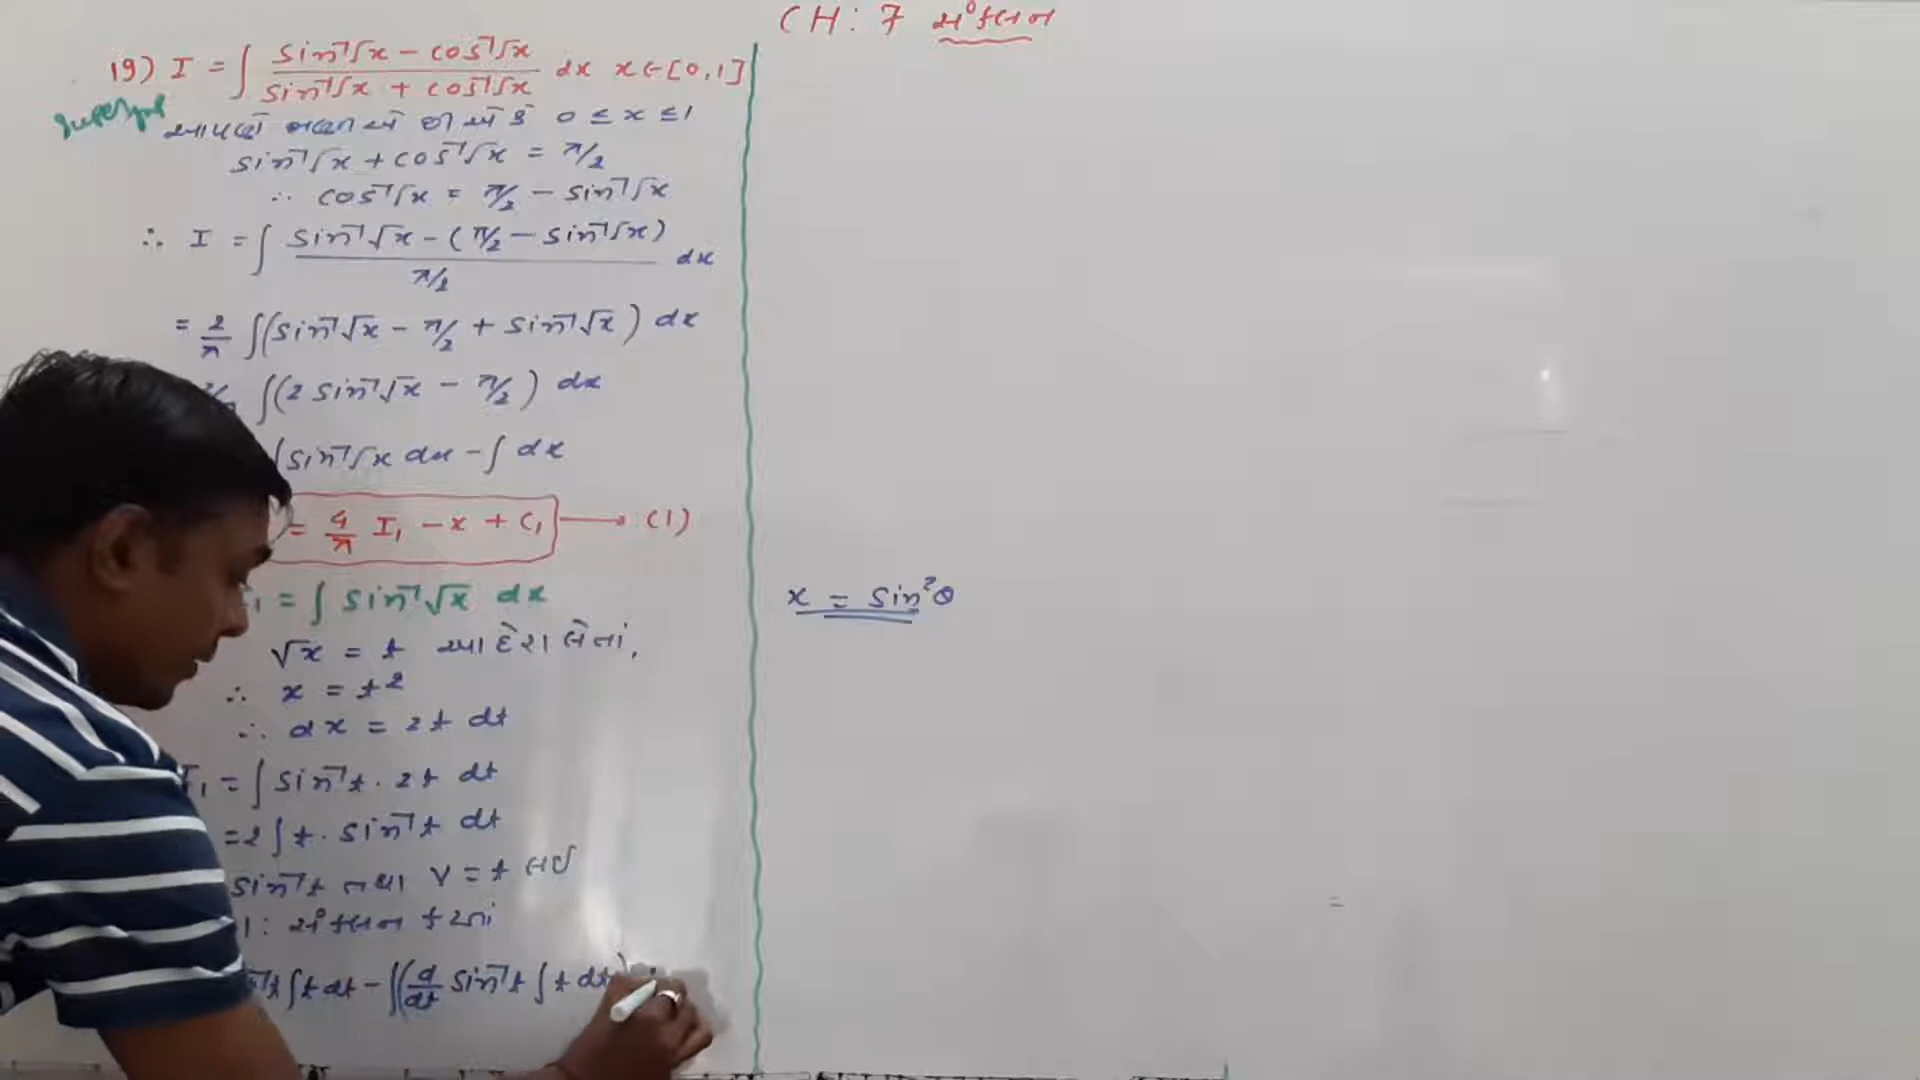 CH: 7 સંકલન
19) I = ∫ (sin⁻¹√x − cos⁻¹√x)/(sin⁻¹√x + cos⁻¹√x) dx x∈[0,1]
આપણે જાણીએ છીએ કે 0 ≤ x ≤ 1
sin⁻¹√x + cos⁻¹√x = π/2
∴ cos⁻¹√x = π/2 − sin⁻¹√x
∴ I = ∫ (sin⁻¹√x − (π/2 − sin⁻¹√x))/(π/2) dx
= 2/π ∫(sin⁻¹√x − π/2 + sin⁻¹√x) dx
∫(2 sin⁻¹√x − π/2) dx
∫sin⁻¹√x dx − ∫ dx
= 4/π I₁ − x + C₁ → (1)
I₁ = ∫ sin⁻¹√x dx
x = sin²θ
√x = t આદેશ લેતાં,
∴ x = t²
∴ dx = 2t dt
I₁ = ∫ sin⁻¹t · 2t dt
= 2 ∫ t · sin⁻¹t dt
sin⁻¹t તથા v = t લઈ
: સંકલન કરતાં
t ∫t dt − ∫(d/dt sin⁻¹t ∫t dt)